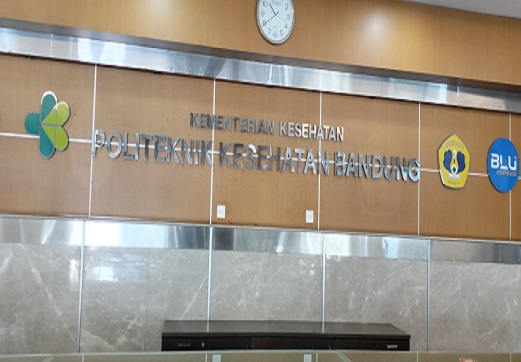 KEMENTERIAN KESEHATAN
POLITEKNIK KESEHATAN BANDUNG
BLU